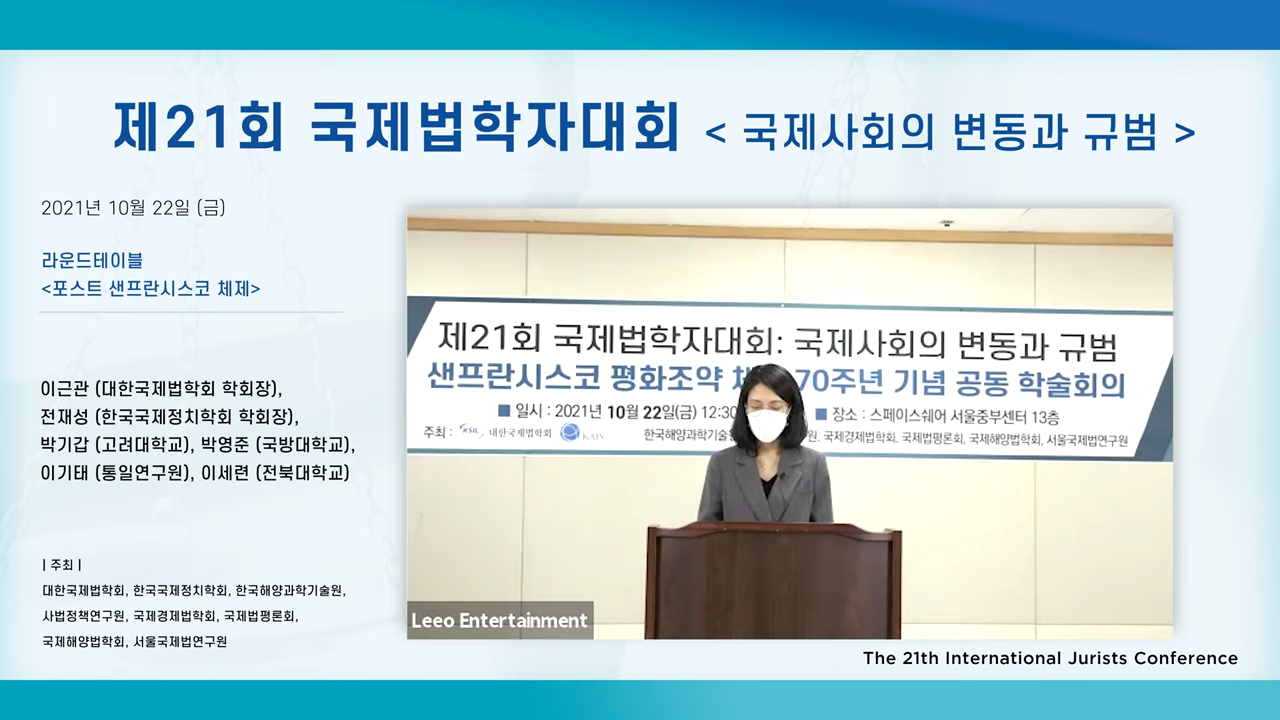 제21회 국제법학자대회 < 국제사회의 변동과 규범 >
2021년 10월 22일 (금)
라운드테이블
<포스트 샌프란시스코 체제>
이근관 (대한국제법학회 학회장),
전재성 (한국국제정치학회 학회장),
박기갑 (고려대학교), 박영준 (국방대학교),
이기태 (통일연구원), 이세련 (전북대학교)
| 주최 |
대한국제법학회, 한국국제정치학회, 한국해양과학기술원,
사법정책연구원, 국제경제법학회, 국제법평론회,
국제해양법학회, 서울국제법연구원
제21회 국제법학자대회: 국제사회의 변동과 규범
샌프란시스코 평화조약 체 70주년 기념 공동 학술회의
■ 일시 : 2021년 10월 22일(금) 12:30 ■ 장소 : 스페이스쉐어 서울중부센터 13층
주최 : KSIL 대한국제법학회 KAIS 한국해양과학기술 원, 국제경제법학회, 국제법평론회, 국제해양법학회, 서울국제법연구원
Leeo Entertainment
The 21th International Jurists Conference